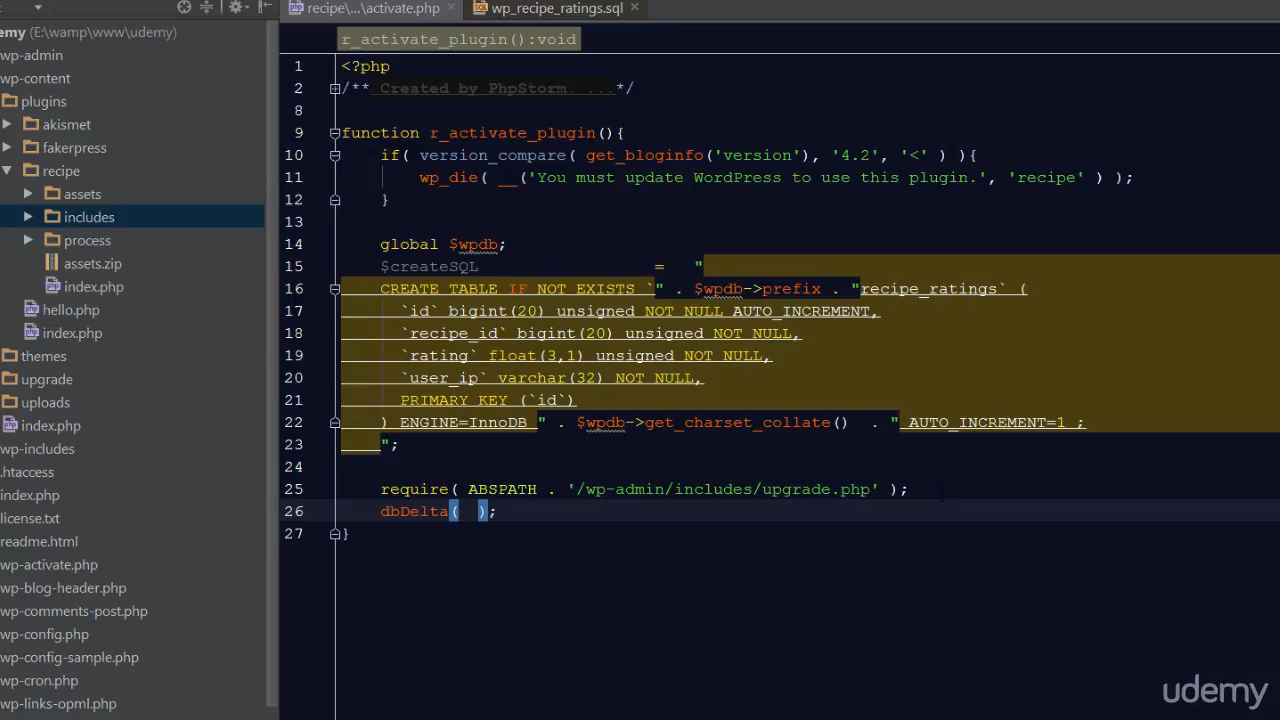 recipe\...\activate.php
wp_recipe_ratings.sql
emy (E:\wamp\www\udemy)
wp-admin
wp-content
plugins
akismet
fakerpress
recipe
assets
includes
process
assets.zip
index.php
hello.php
index.php
themes
upgrade
uploads
index.php
wp-includes
.htaccess
index.php
license.txt
readme.html
wp-activate.php
wp-blog-header.php
wp-comments-post.php
wp-config.php
wp-config-sample.php
wp-cron.php
wp-links-opml.php
r_activate_plugin():void
1 <?php
2 /** Created by PhpStorm. ...*/
8
9 function r_activate_plugin(){
10 if( version_compare( get_bloginfo('version'), '4.2', '<' ) ){
11 wp_die( __('You must update WordPress to use this plugin.', 'recipe' ) );
12 }
13
14 global $wpdb;
15 $createSQL = "
16 CREATE TABLE IF NOT EXISTS `" . $wpdb->prefix . "recipe_ratings` (
17 `id` bigint(20) unsigned NOT NULL AUTO_INCREMENT,
18 `recipe_id` bigint(20) unsigned NOT NULL,
19 `rating` float(3,1) unsigned NOT NULL,
20 `user_ip` varchar(32) NOT NULL,
21 PRIMARY KEY (`id`)
22 ) ENGINE=InnoDB " . $wpdb->get_charset_collate() . " AUTO_INCREMENT=1 ;
23 ";
24
25 require( ABSPATH . '/wp-admin/includes/upgrade.php' );
26 dbDelta( );
27 }
udemy